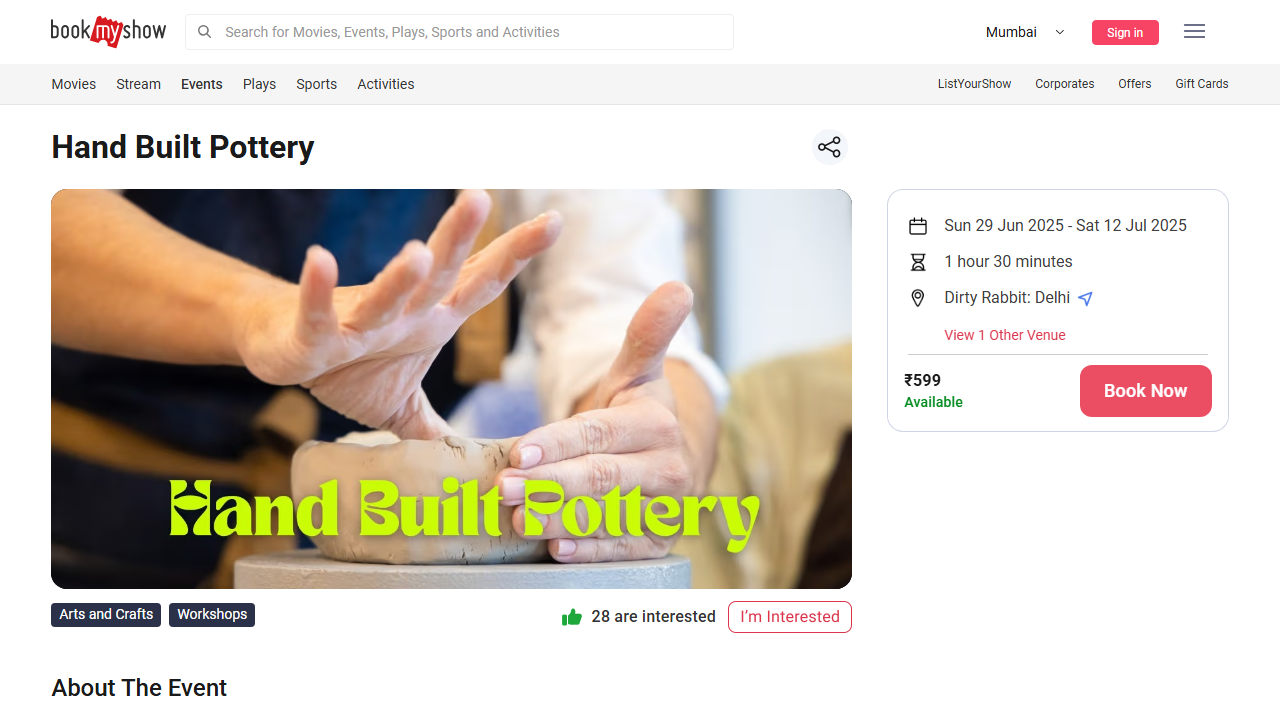 bookmyshow
Search for Movies, Events, Plays, Sports and Activities
Mumbai
Sign in
Movies Stream Events Plays Sports Activities
ListYourShow Corporates Offers Gift Cards
Hand Built Pottery
Hand Built Pottery
Sun 29 Jun 2025 - Sat 12 Jul 2025
1 hour 30 minutes
Dirty Rabbit: Delhi
View 1 Other Venue
₹599
Available
Book Now
Arts and Crafts
Workshops
28 are interested
I'm Interested
About The Event